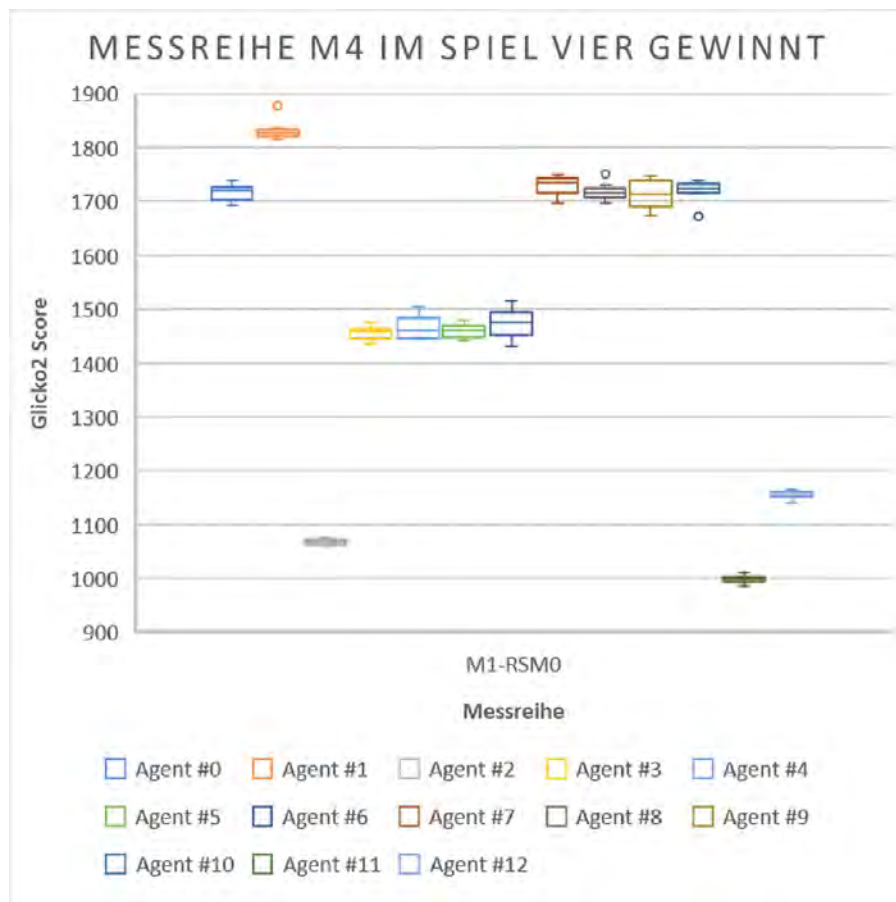 MESSREIHE M4 IM SPIEL VIER GEWINNT
1900
1800
1700
1600
1500
1400
1300
1200
1100
1000
900
Glicko2 Score
M1-RSM0
Messreihe
Agent #0 Agent #1 Agent #2 Agent #3 Agent #4
Agent #5 Agent #6 Agent #7 Agent #8 Agent #9
Agent #10 Agent #11 Agent #12